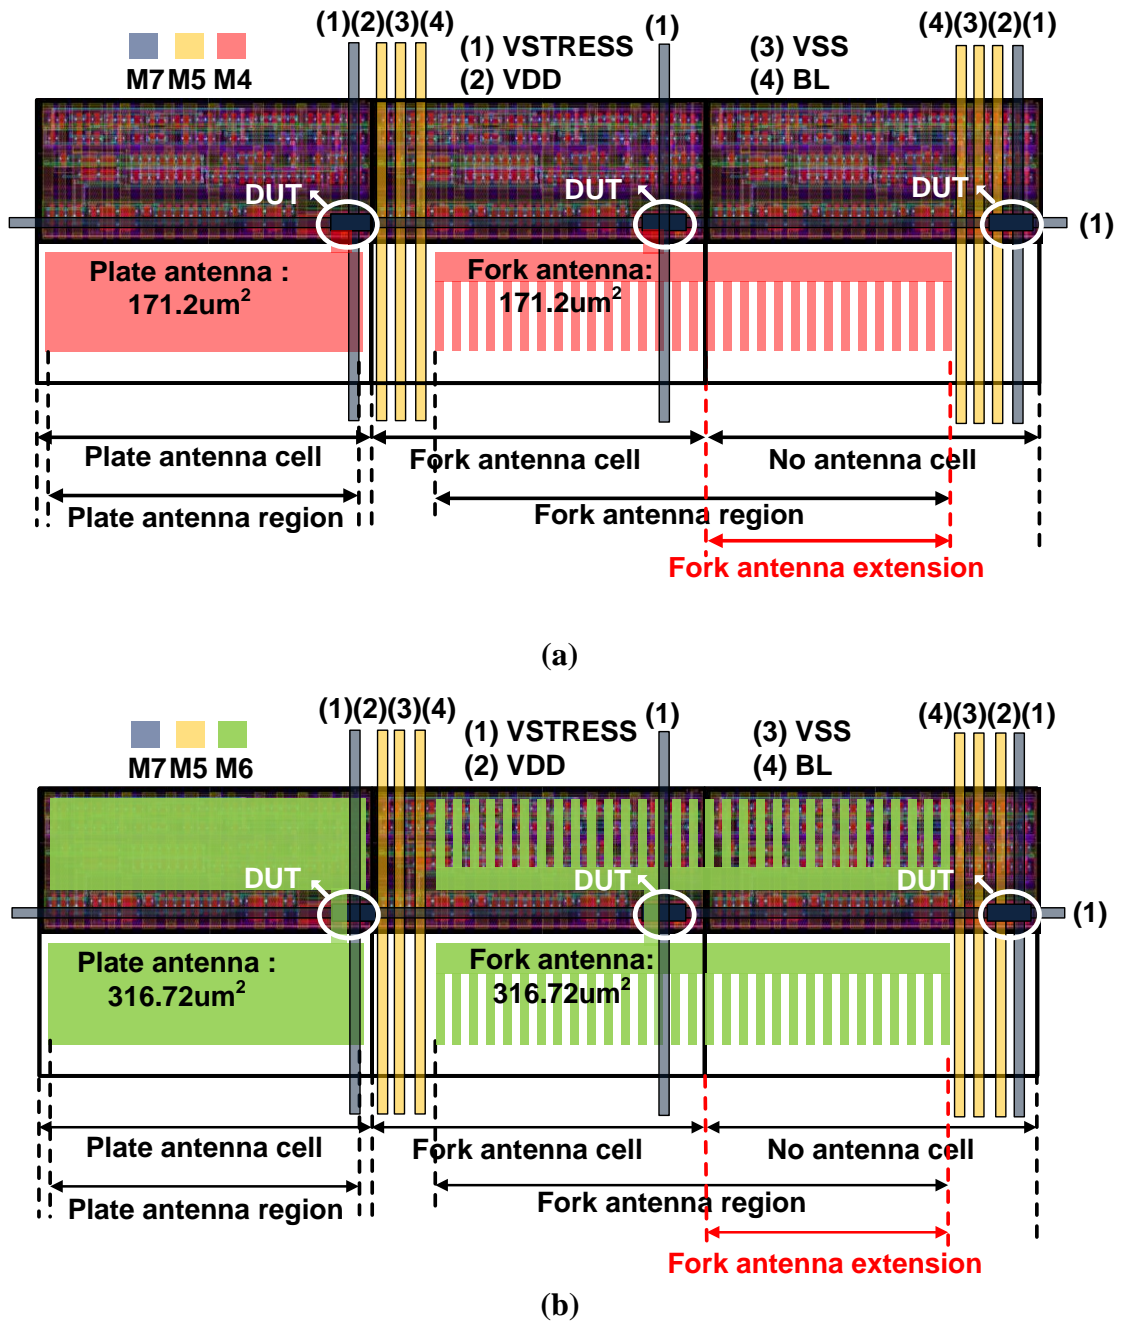 (1)(2)(3)(4)
(1) VSTRESS
(1)
(3) VSS
(4)(3)(2)(1)
M7 M5 M4
(2) VDD
(4) BL
DUT
DUT
DUT
(1)
Plate antenna :
171.2um²
Fork antenna:
171.2um²
Plate antenna cell
Fork antenna cell
No antenna cell
Plate antenna region
Fork antenna region
Fork antenna extension
(a)
(1)(2)(3)(4)
(1) VSTRESS
(1)
(3) VSS
(4)(3)(2)(1)
M7 M5 M6
(2) VDD
(4) BL
DUT
DUT
DUT
(1)
Plate antenna :
316.72um²
Fork antenna:
316.72um²
Plate antenna cell
Fork antenna cell
No antenna cell
Plate antenna region
Fork antenna region
Fork antenna extension
(b)